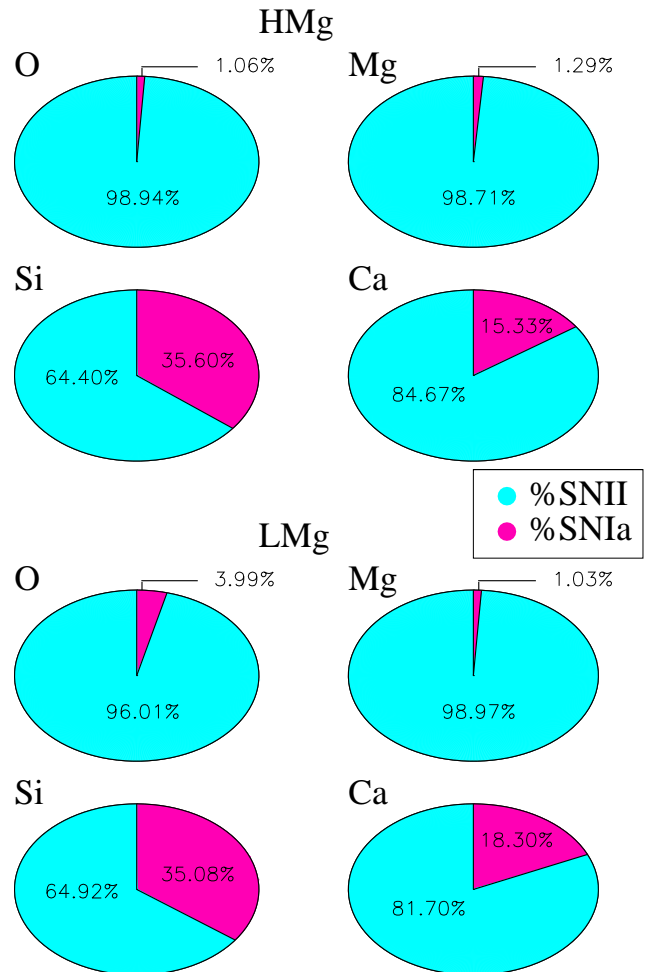 HMg
O
1.06%
98.94%
Mg
1.29%
98.71%
Si
35.60%
64.40%
Ca
15.33%
84.67%
%SNII
%SNIa
LMg
O
3.99%
96.01%
Mg
1.03%
98.97%
Si
35.08%
64.92%
Ca
18.30%
81.70%